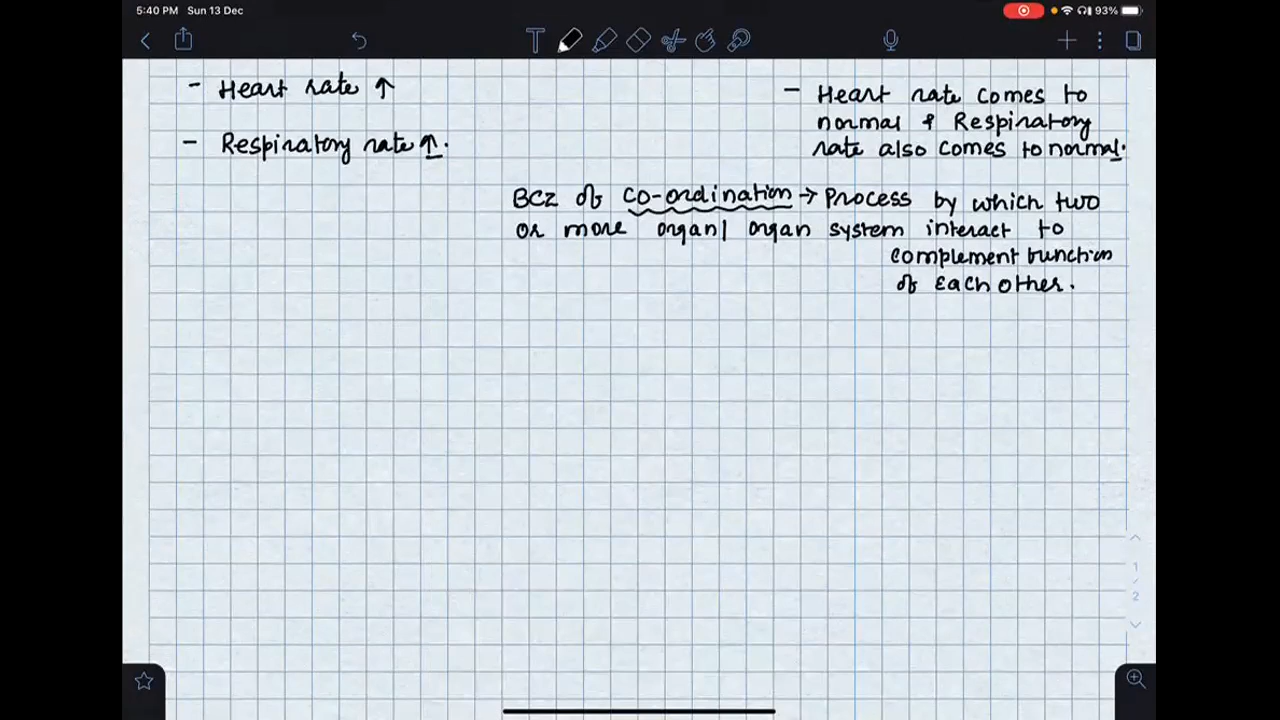 5:40 PM Sun 13 Dec
93%
- Heart rate ↑
- Respiratory rate ↑.
- Heart rate comes to
normal & Respiratory
rate also comes to normal.
BCz of Co-ordination → Process by which two
or more organ/ organ system interact to
complement function
of Each other.
1
/
2